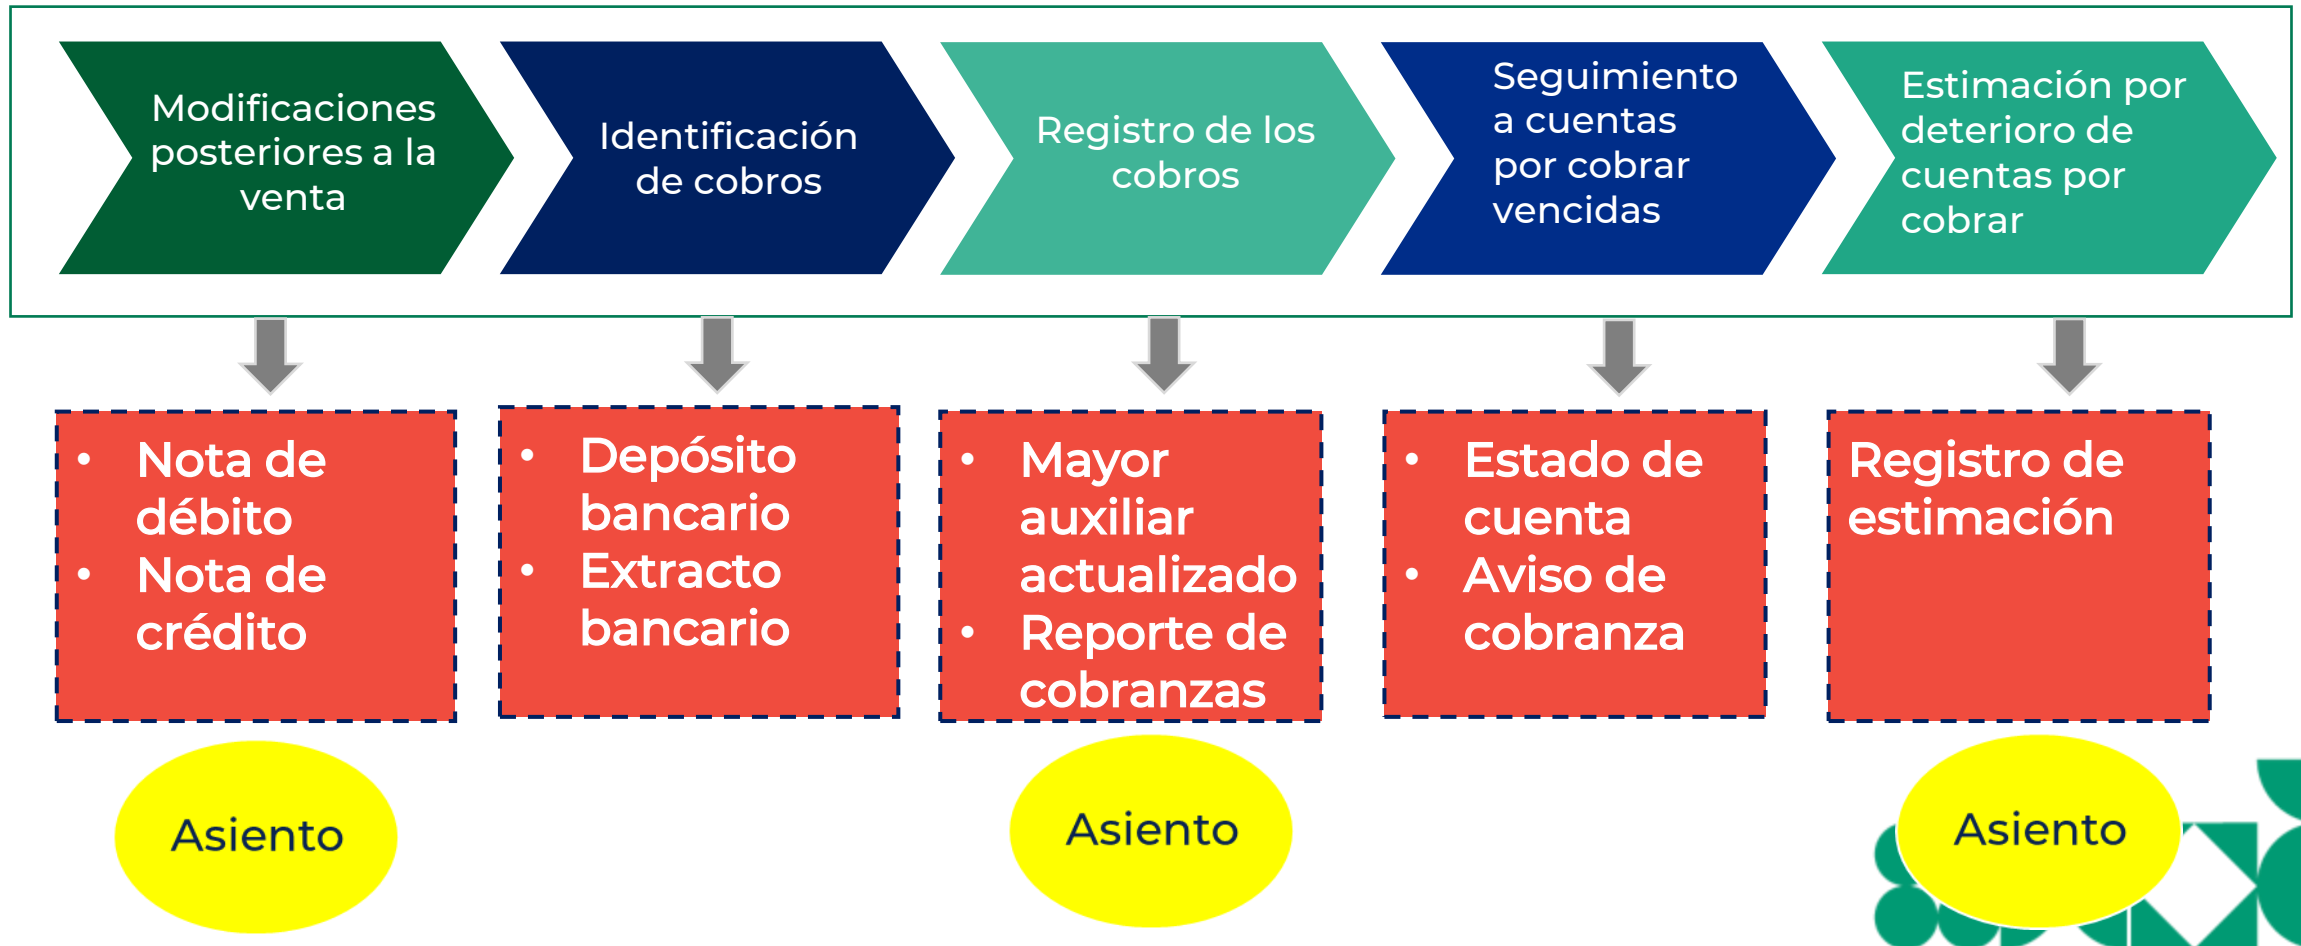 Modificaciones
posteriores a la
venta
Identificación
de cobros
Registro de los
cobros
Seguimiento
a cuentas
por cobrar
vencidas
Estimación por
deterioro de
cuentas por
cobrar
• Nota de
débito
• Nota de
crédito
• Depósito
bancario
• Extracto
bancario
• Mayor
auxiliar
actualizado
• Reporte de
cobranzas
• Estado de
cuenta
• Aviso de
cobranza
Registro de
estimación
Asiento
Asiento
Asiento